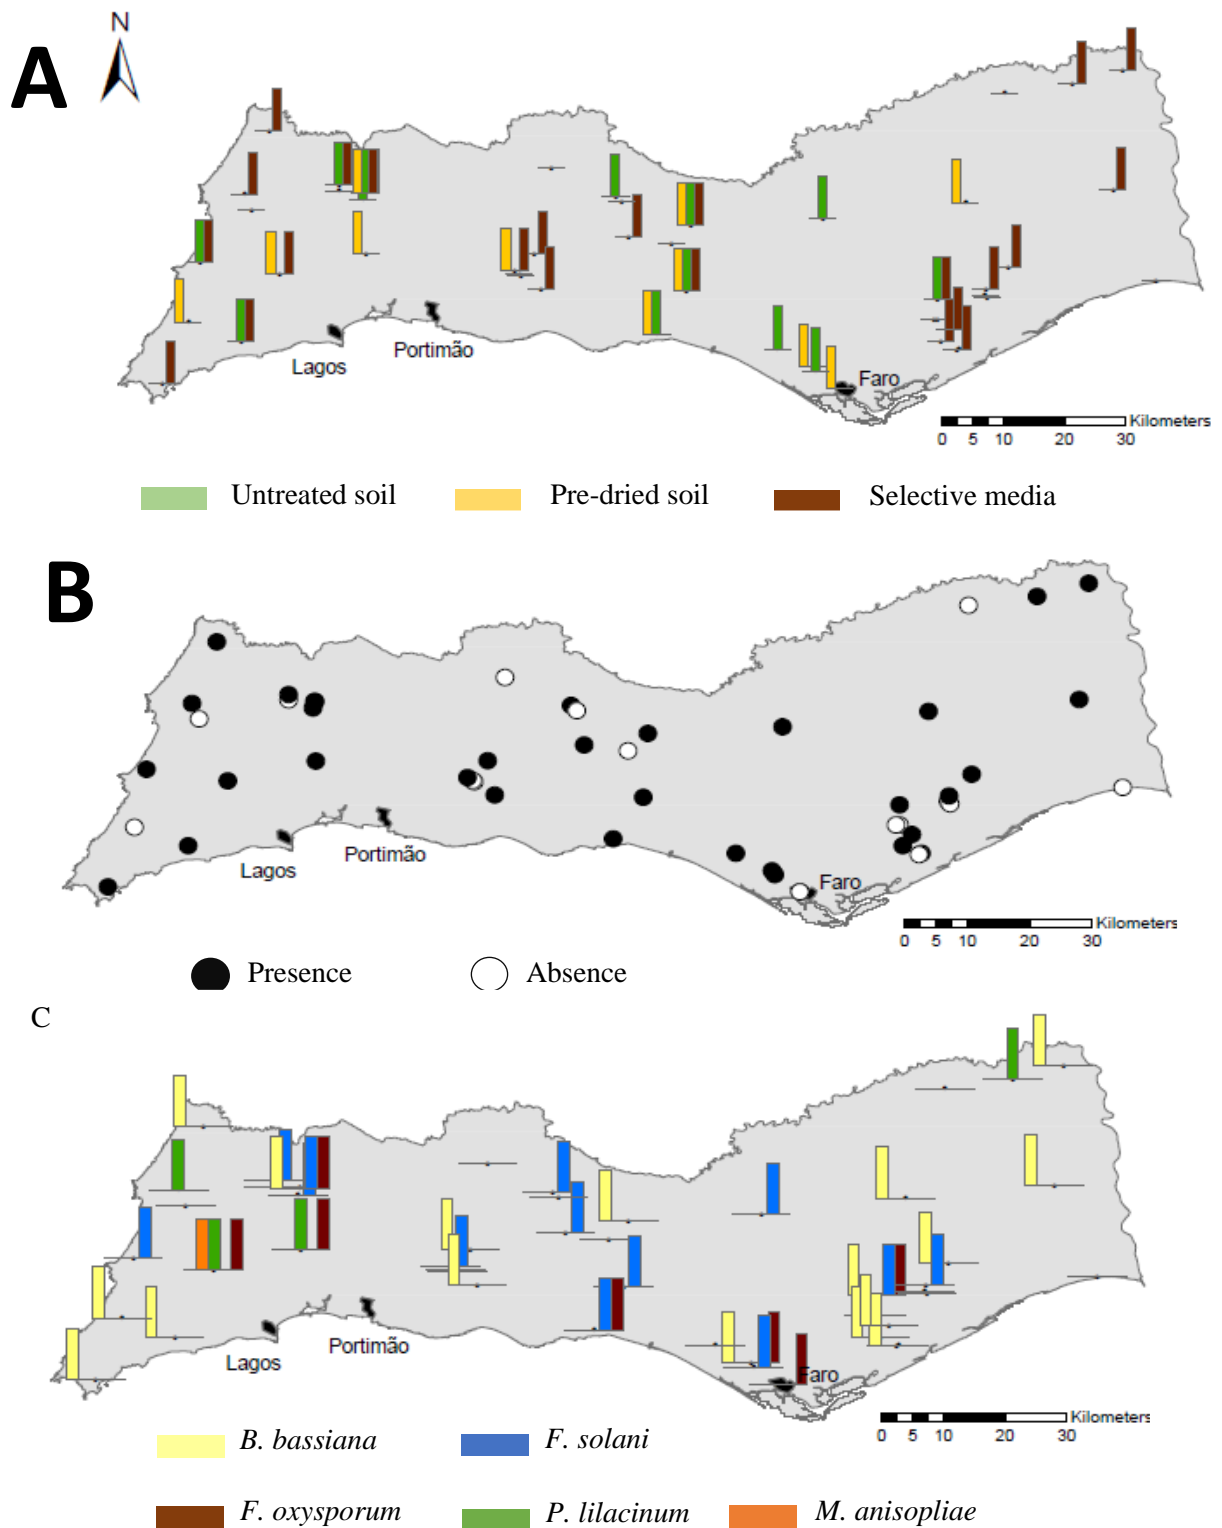 N
A
Lagos
Portimão
Faro
Kilometers
0 5 10 20 30
Untreated soil Pre-dried soil Selective media
B
Lagos
Portimão
Faro
Kilometers
0 5 10 20 30
Presence Absence
C
Lagos
Portimão
Faro
Kilometers
0 5 10 20 30
B. bassiana F. solani
F. oxysporum P. lilacinum M. anisopliae